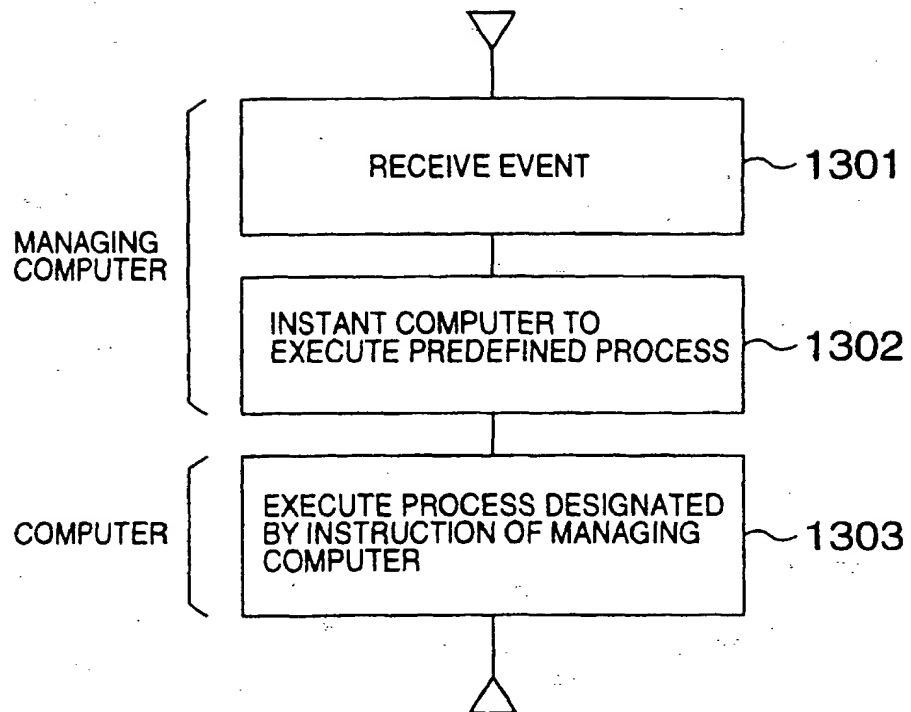 RECEIVE EVENT
1301
MANAGING
COMPUTER
INSTANT COMPUTER TO
EXECUTE PREDEFINED PROCESS
1302
EXECUTE PROCESS DESIGNATED
BY INSTRUCTION OF MANAGING
COMPUTER
COMPUTER
1303